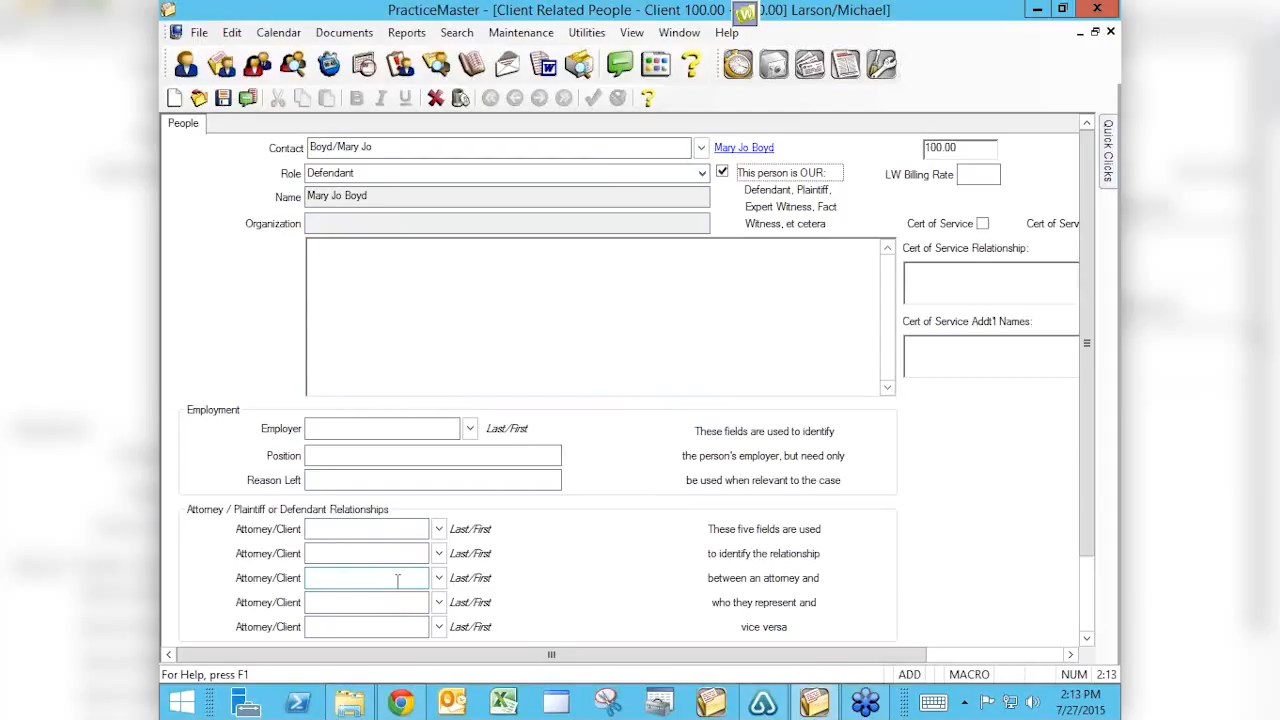 PracticeMaster - [Client Related People - Client 100.00 - 0.00] Larson/Michael]
File Edit Calendar Documents Reports Search Maintenance Utilities View Window Help
People
Contact Boyd/Mary Jo Mary Jo Boyd 100.00
Role Defendant This person is OUR: LW Billing Rate
Defendant, Plaintiff,
Name Mary Jo Boyd
Expert Witness, Fact
Organization Witness, et cetera Cert of Service Cert of Serv
Cert of Service Relationship:
Cert of Service Addt'l Names:
Employment
Employer Last/First These fields are used to identify
Position the person's employer, but need only
Reason Left be used when relevant to the case
Attorney / Plaintiff or Defendant Relationships
Attorney/Client Last/First These five fields are used
Attorney/Client Last/First to identify the relationship
Attorney/Client Last/First between an attorney and
Attorney/Client Last/First who they represent and
Attorney/Client Last/First vice versa
Quick Clicks
For Help, press F1 ADD MACRO NUM 2:13
2:13 PM
7/27/2015